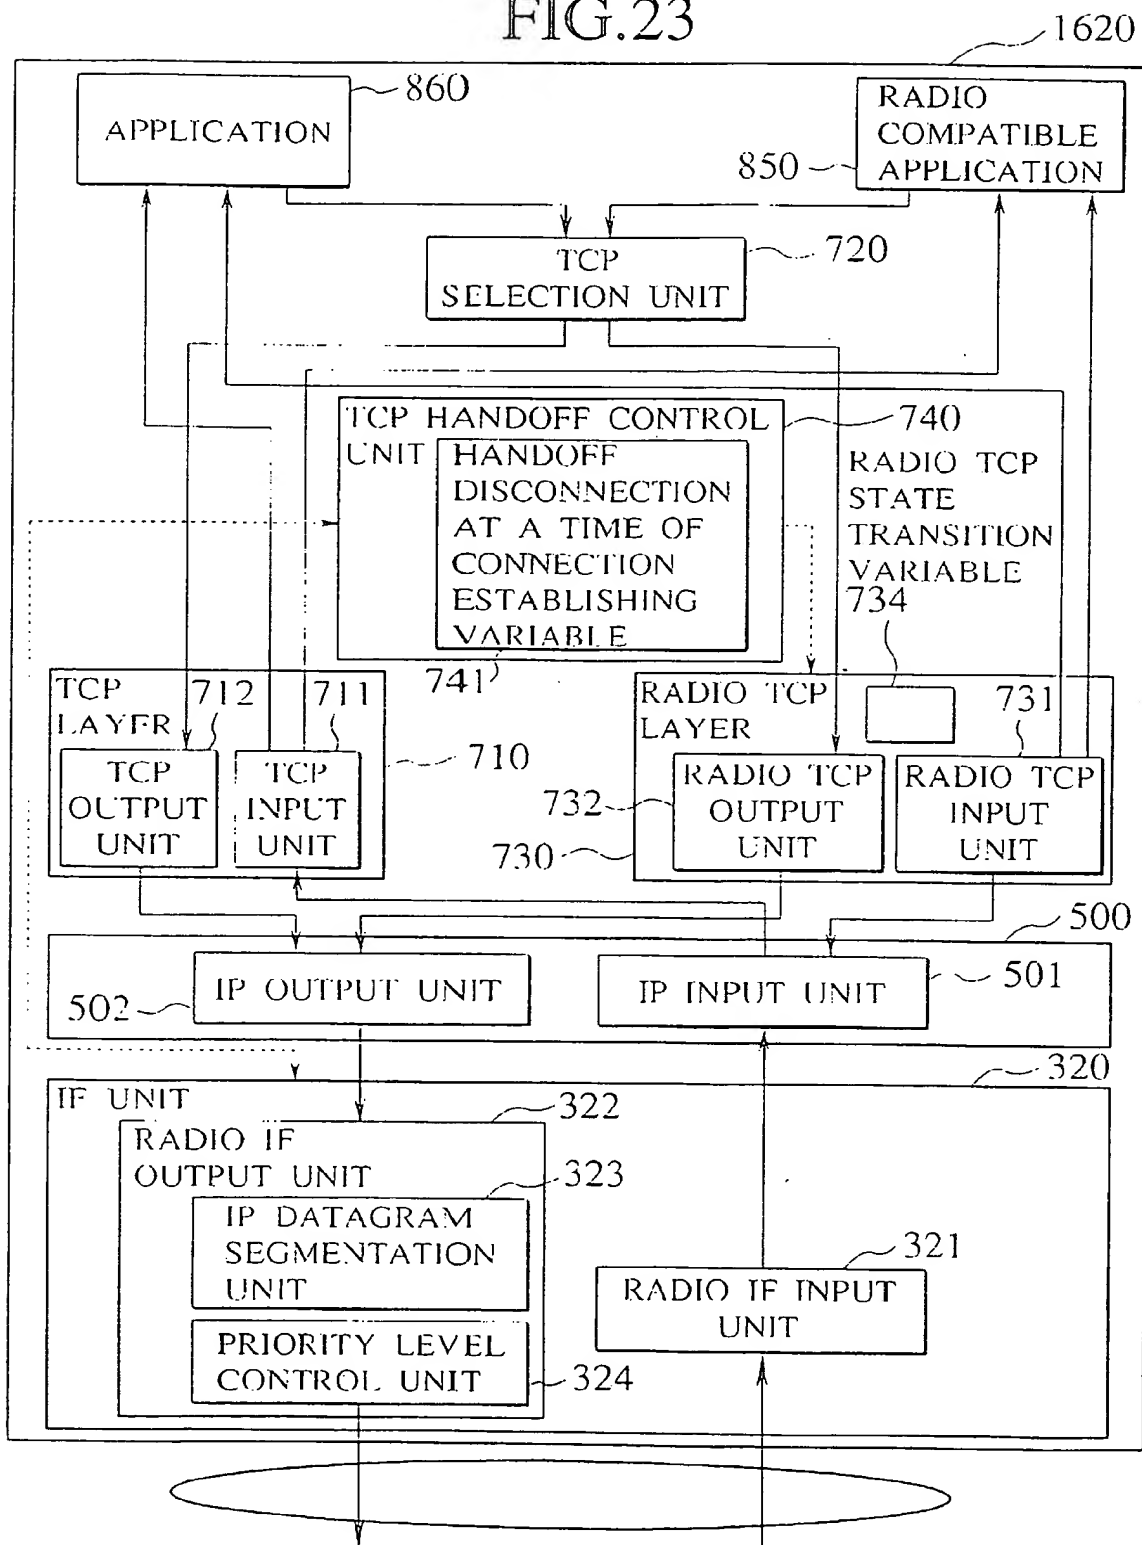 FIG.23
1620
860
APPLICATION
RADIO
COMPATIBLE
APPLICATION
850
720
TCP
SELECTION UNIT
TCP HANDOFF CONTROL
UNIT
740
HANDOFF
DISCONNECTION
AT A TIME OF
CONNECTION
ESTABLISHING
VARIABLE
741
RADIO TCP
STATE
TRANSITION
VARIABLE
734
TCP
LAYER
712
711
710
TCP
OUTPUT
UNIT
TCP
INPUT
UNIT
RADIO TCP
LAYER
731
732
730
RADIO TCP
OUTPUT
UNIT
RADIO TCP
INPUT
UNIT
500
502
IP OUTPUT UNIT
IP INPUT UNIT
501
320
IF UNIT
322
RADIO IF
OUTPUT UNIT
323
IP DATAGRAM
SEGMENTATION
UNIT
321
RADIO IF INPUT
UNIT
PRIORITY LEVEL
CONTROL UNIT
324